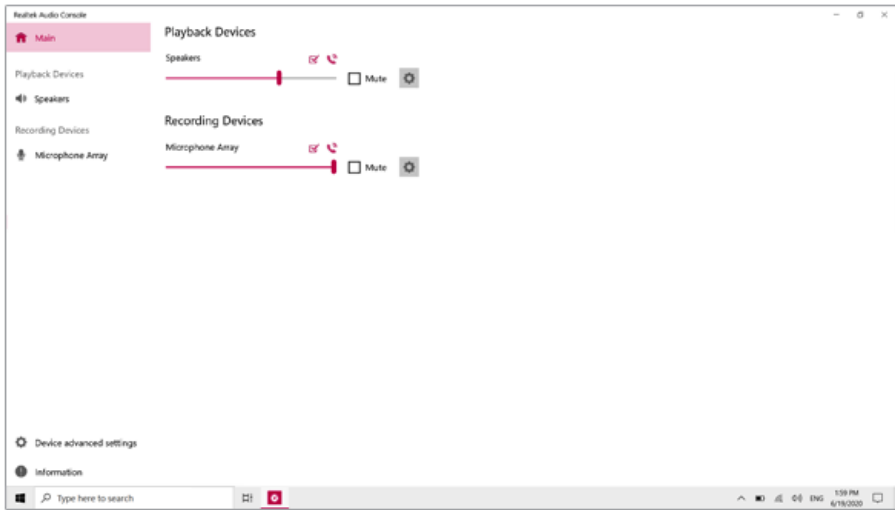 Realtek Audio Console
Main
Playback Devices
Speakers
Recording Devices
Microphone Array
Device advanced settings
Information
Playback Devices
Speakers
Mute
Recording Devices
Microphone Array
Mute
Type here to search
ENG
1:59 PM
6/19/2020